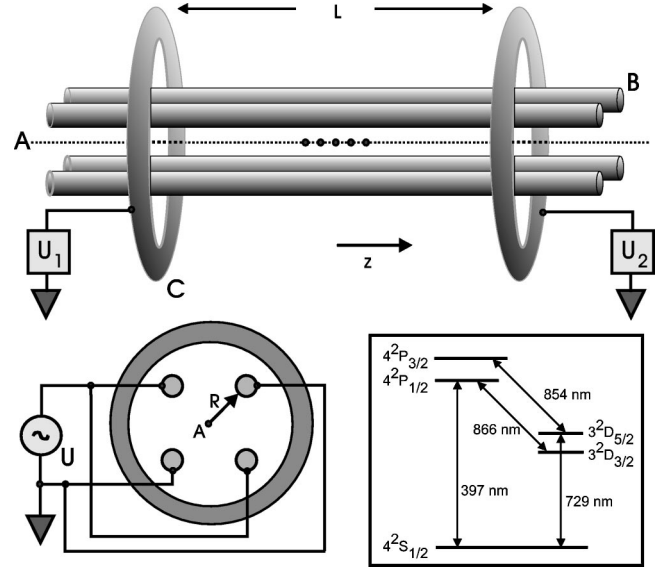 L
B
A
U₁
U₂
z
C
R
A
U
4²P₃/₂
4²P₁/₂
854 nm
866 nm
3²D₅/₂
3²D₃/₂
397 nm
729 nm
4²S₁/₂